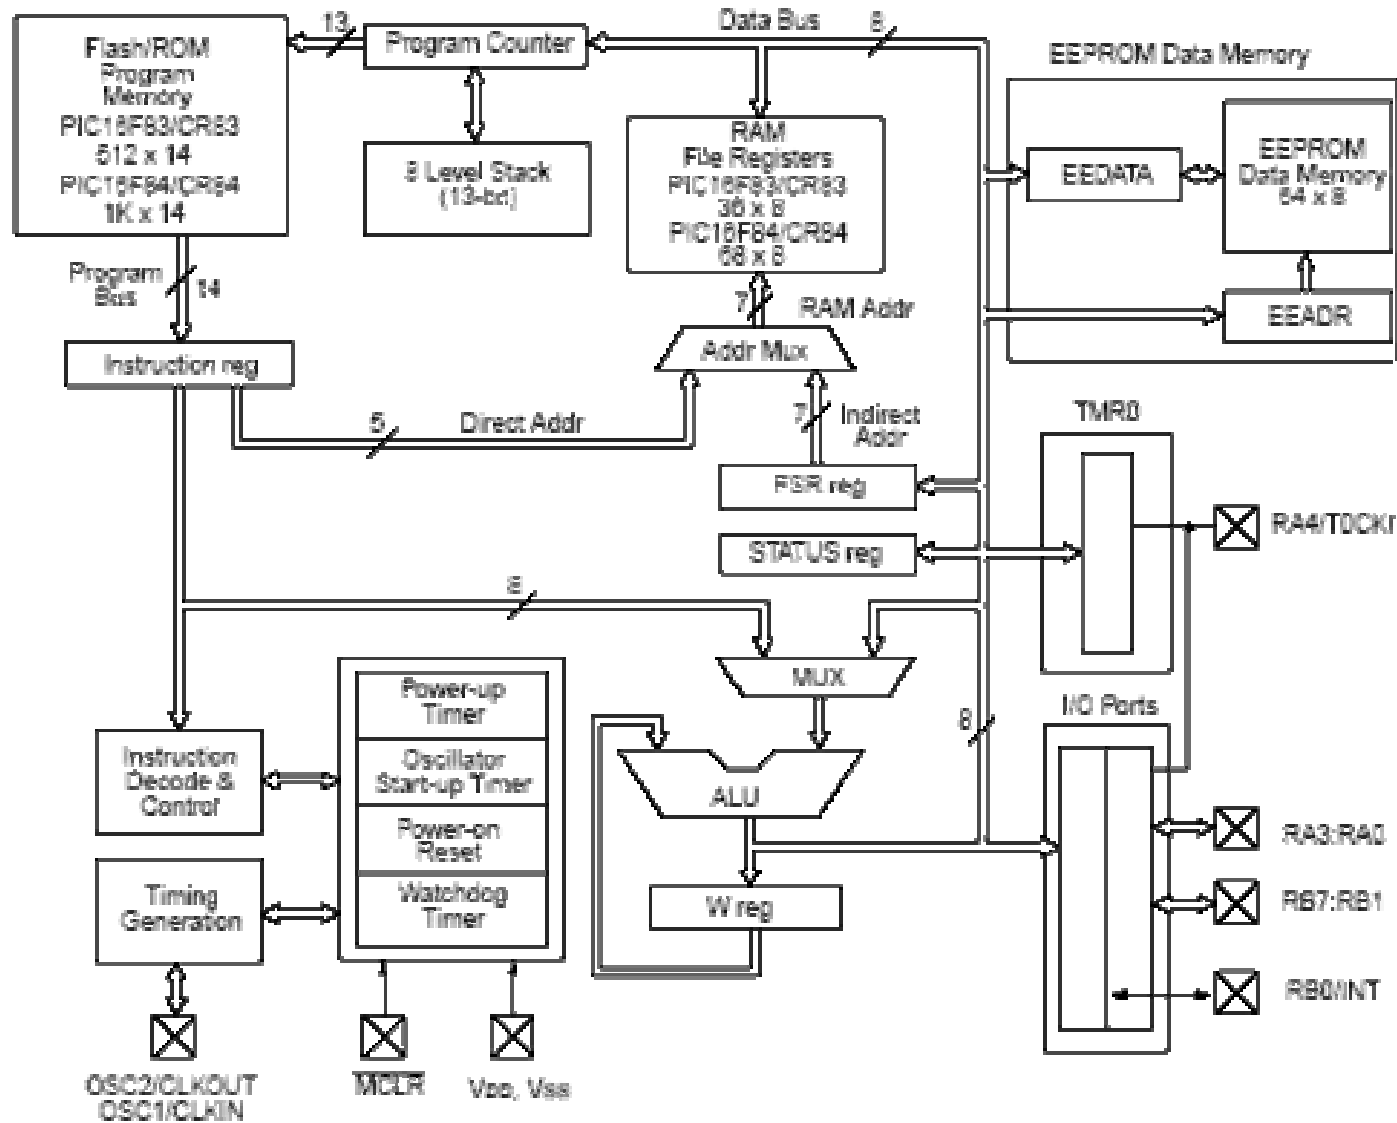 Flash/ROM
Program
Memory
PIC16F83/CR83
512 x 14
PIC16F84/CR84
1K x 14
13
Program Counter
8 Level Stack
(13-bit)
Data Bus
8
RAM
File Registers
PIC16F83/CR83
36 x 8
PIC16F84/CR84
68 x 8
EEPROM Data Memory
EEDATA
EEPROM
Data Memory
64 x 8
EEADR
Program
Bus
14
Instruction reg
7
RAM Addr
Addr Mux
5
Direct Addr
7
Indirect
Addr
FSR reg
STATUS reg
TMR0
RA4/T0CKI
8
MUX
8
I/O Ports
Power-up
Timer
Oscillator
Start-up Timer
Power-on
Reset
Watchdog
Timer
Instruction
Decode &
Control
Timing
Generation
ALU
W reg
RA3:RA0
RB7:RB1
RB0/INT
OSC2/CLKOUT
OSC1/CLKIN
MCLR
VDD, VSS